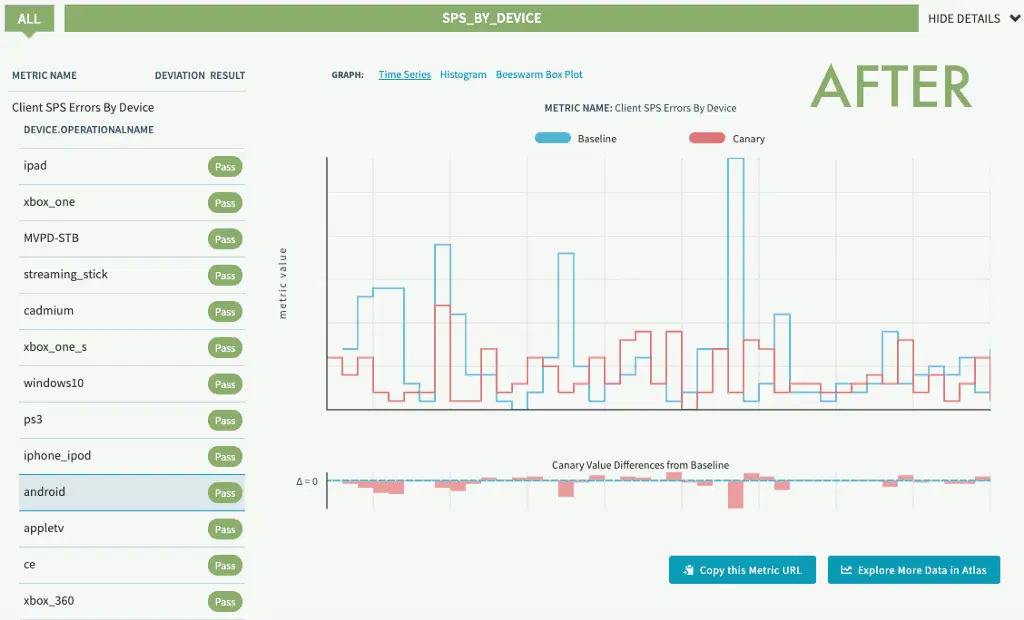 ALL
SPS_BY_DEVICE
HIDE DETAILS
METRIC NAME DEVIATION RESULT
Client SPS Errors By Device
DEVICE.OPERATIONALNAME
ipad Pass
xbox_one Pass
MVPD-STB Pass
streaming_stick Pass
cadmium Pass
xbox_one_s Pass
windows10 Pass
ps3 Pass
iphone_ipod Pass
android Pass
appletv Pass
ce Pass
xbox_360 Pass
GRAPH: Time Series Histogram Beeswarm Box Plot
AFTER
METRIC NAME: Client SPS Errors By Device
Baseline Canary
metric value
Canary Value Differences from Baseline
Δ = 0
Copy this Metric URL
Explore More Data in Atlas